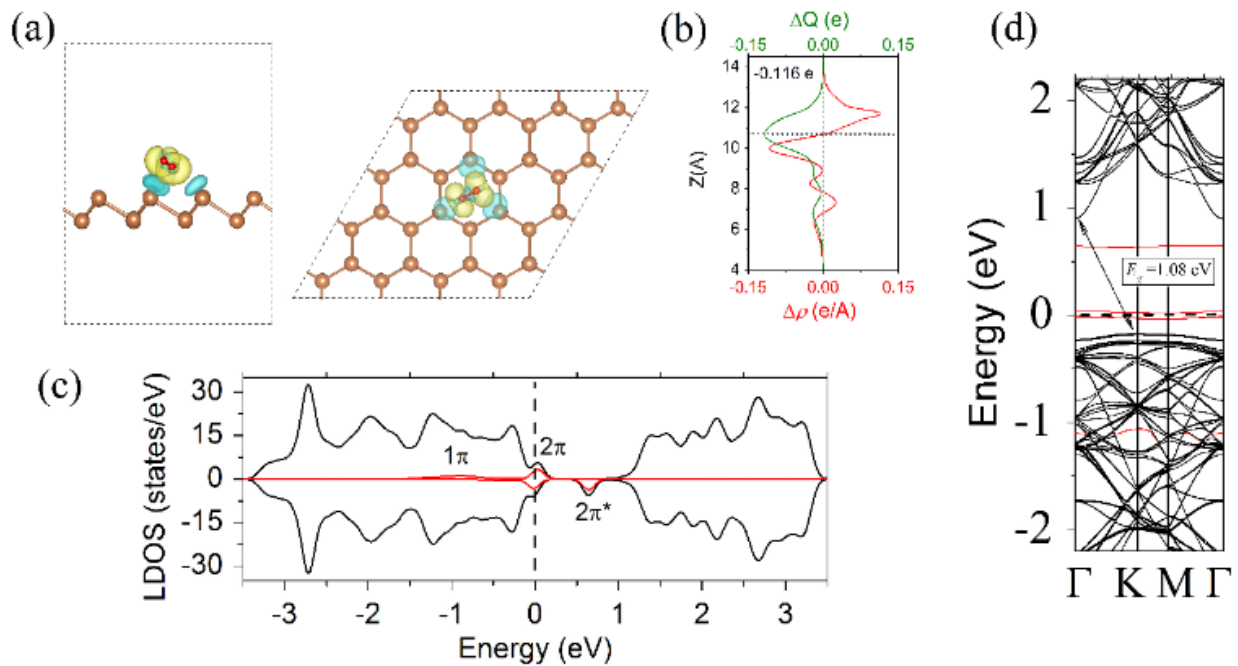 (a)
(b)
ΔQ (e)
-0.15 0.00 0.15
14
12
10
8
6
4
Z(A)
-0.116 e
-0.15 0.00 0.15
Δρ (e/A)
(c)
LDOS (states/eV)
30
15
0
-15
-30
1π
2π
2π*
-3 -2 -1 0 1 2 3
Energy (eV)
(d)
Energy (eV)
2
1
0
-1
-2
=1.08 eV
Γ K M Γ